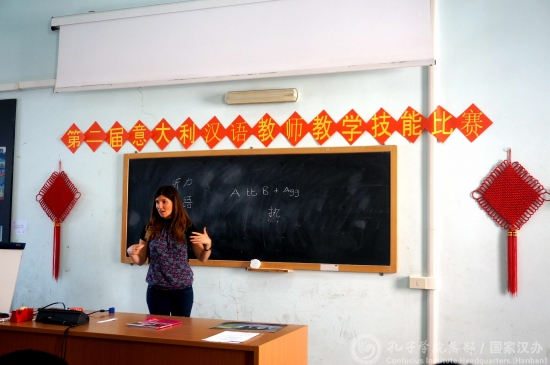 第二届意大利汉语教师教学技能比赛
A 比 B + Agg
热
孔子学院总部 / 国家汉办
Confucius Institute Headquarters (Hanban)